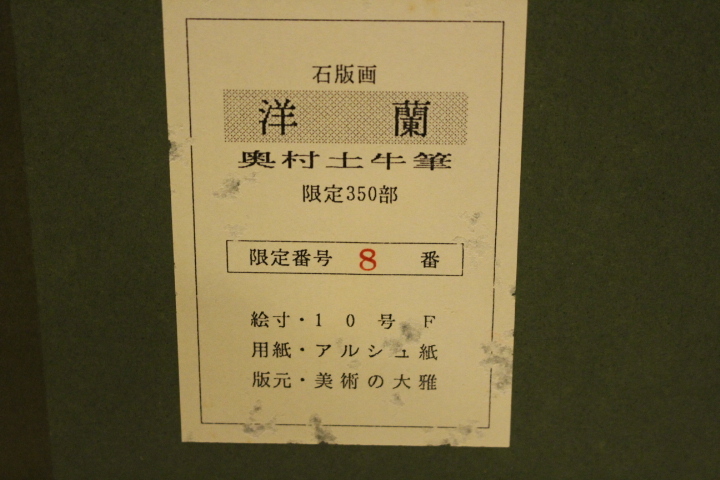 石版画
洋蘭
奥村土牛筆
限定350部
限定番号 8 番
絵寸・10号F
用紙・アルシュ紙
版元・美術の大雅